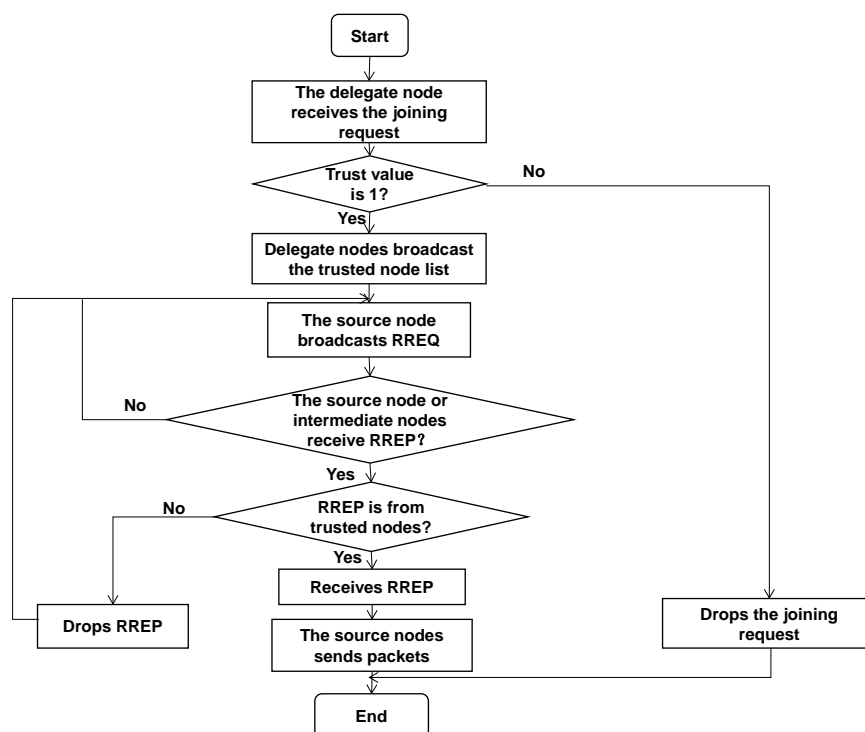 Start
The delegate node
receives the joining
request
Trust value
is 1?
No
Yes
Delegate nodes broadcast
the trusted node list
The source node
broadcasts RREQ
No
The source node or
intermediate nodes
receive RREP?
Yes
No
RREP is from
trusted nodes?
Yes
Receives RREP
Drops RREP
Drops the joining
request
The source nodes
sends packets
End